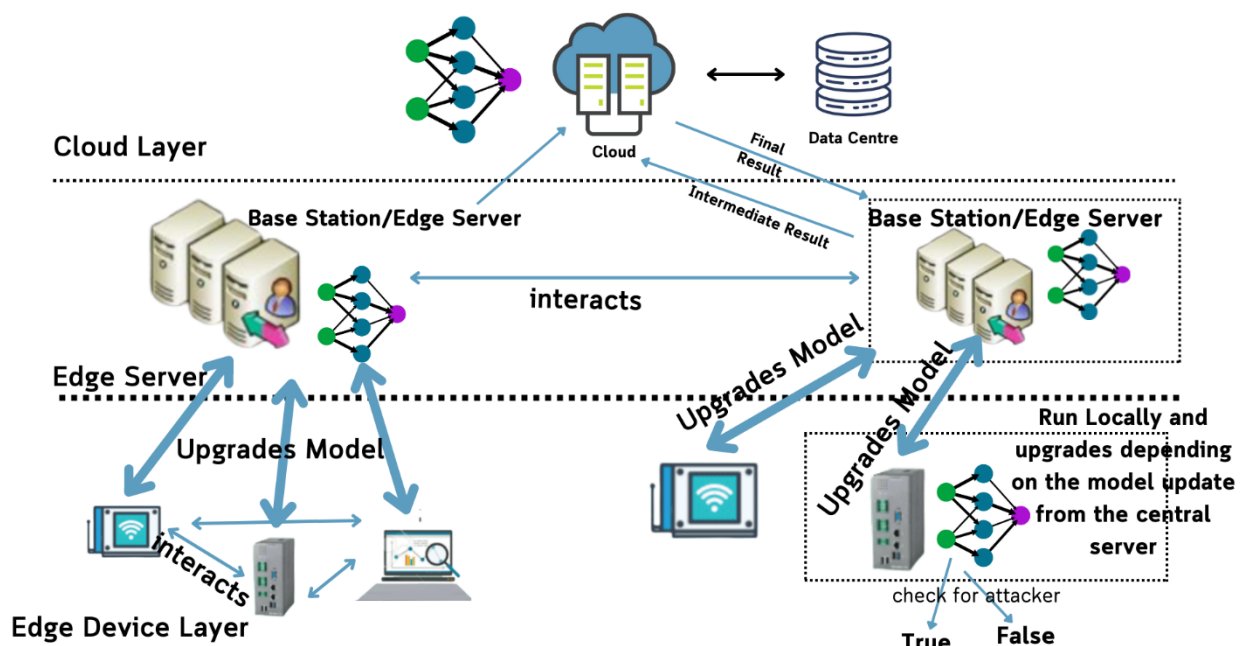 Cloud Layer
Cloud
Data Centre
Final
Result
Intermediate Result
Base Station/Edge Server
Base Station/Edge Server
interacts
Edge Server
Upgrades Model
Upgrades Model
Upgrades Model
Run Locally and
upgrades depending
on the model update
from the central
server
interacts
check for attacker
True
False
Edge Device Layer